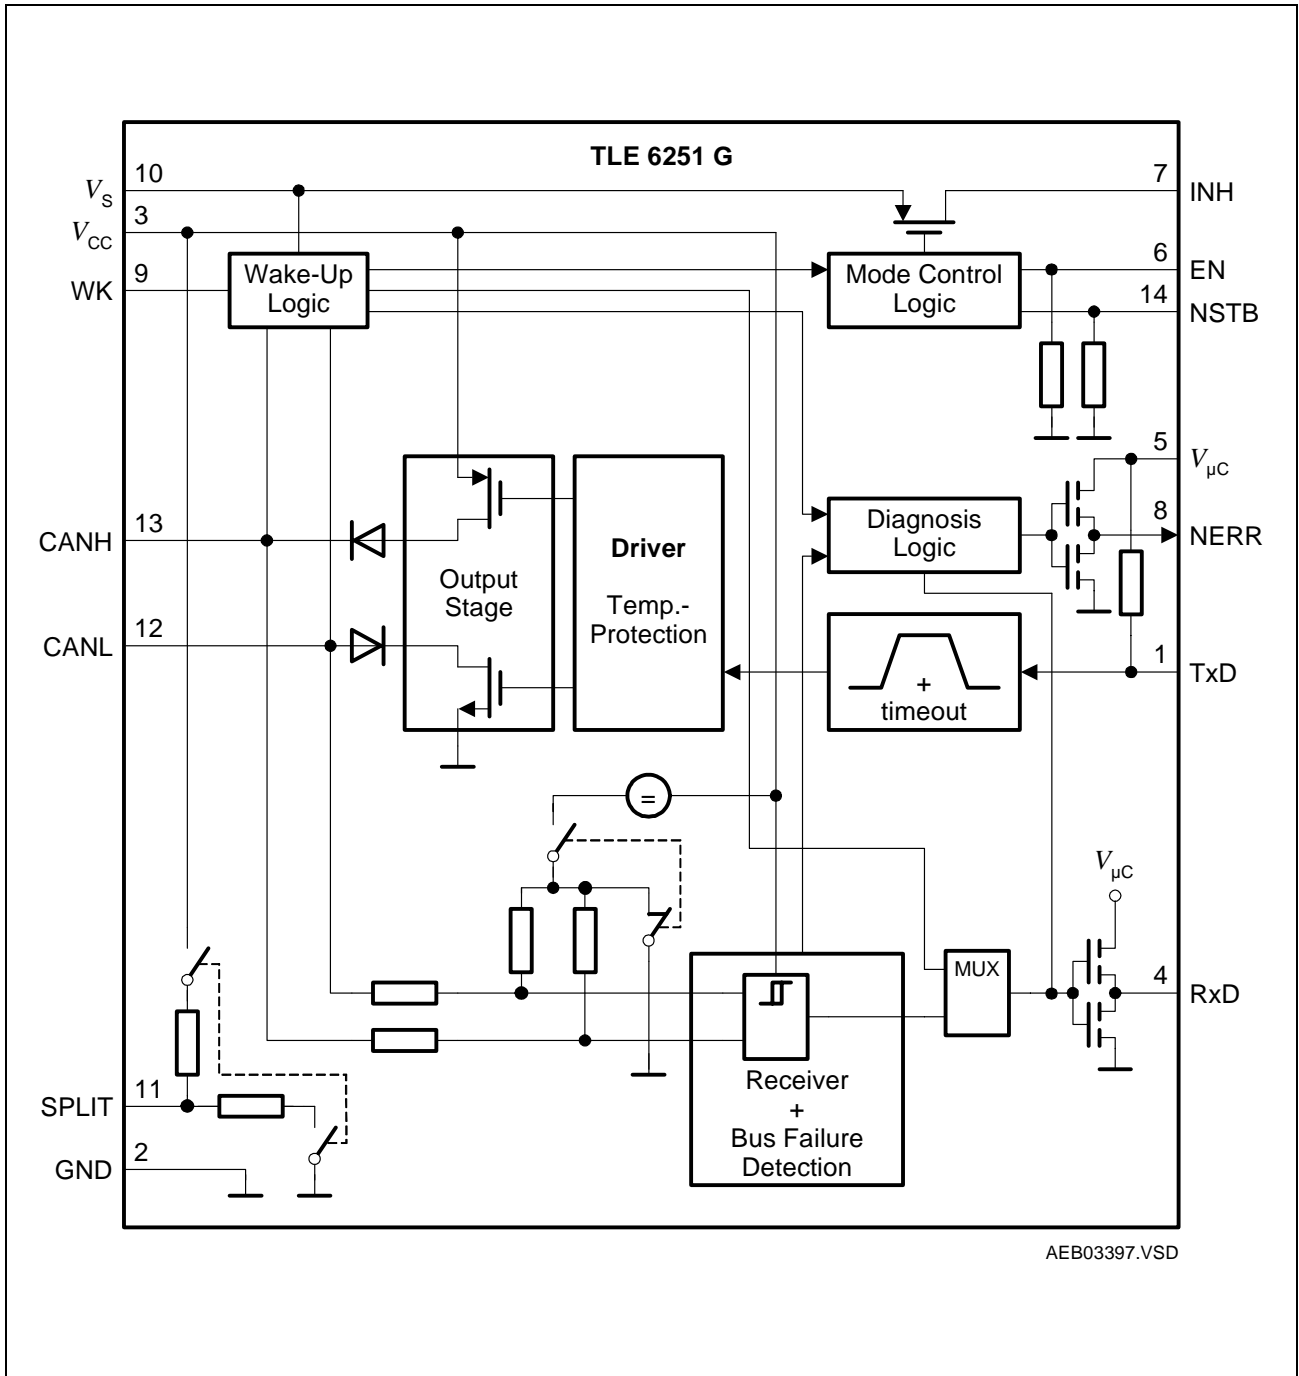 TLE 6251 G
10
VS
7
INH
3
VCC
9
WK
Wake-Up
Logic
Mode Control
Logic
6
EN
14
NSTB
5
VµC
13
CANH
Output
Stage
Driver
Temp.-
Protection
Diagnosis
Logic
8
NERR
12
CANL
+
timeout
1
TxD
=
VµC
MUX
4
RxD
11
SPLIT
2
GND
Receiver
+
Bus Failure
Detection
AEB03397.VSD